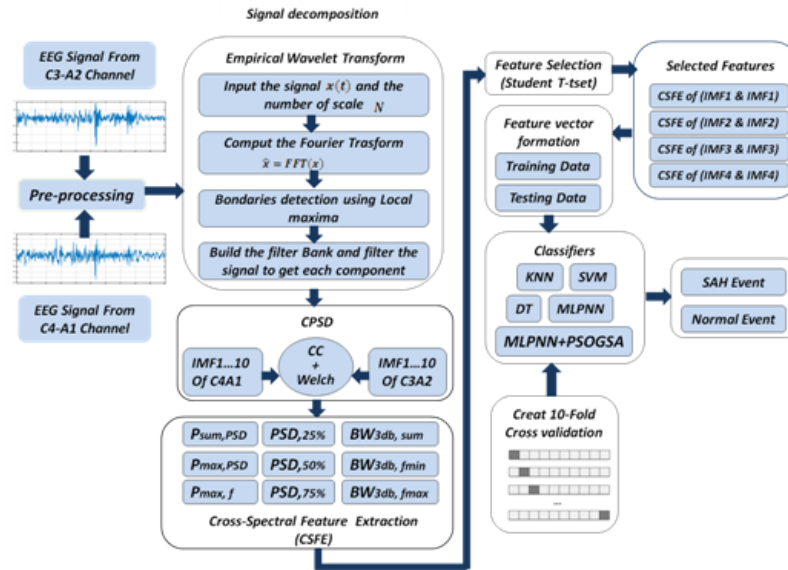 Signal decomposition
EEG Signal From
C3-A2 Channel
Pre-processing
EEG Signal From
C4-A1 Channel
Empirical Wavelet Transform
Input the signal x(t) and the
number of scale N
Comput the Fourier Trasform
x̂ = FFT(x)
Bondaries detection using Local
maxima
Build the filter Bank and filter the
signal to get each component
CPSD
IMF1...10
Of C4A1
CC
+
Welch
IMF1...10
Of C3A2
Psum,PSD
PSD,25%
BW3db, sum
Pmax,PSD
PSD,50%
BW3db, fmin
Pmax, f
PSD,75%
BW3db, fmax
Cross-Spectral Feature Extraction
(CSFE)
Feature Selection
(Student T-tset)
Selected Features
CSFE of (IMF1 & IMF1)
CSFE of (IMF2 & IMF2)
CSFE of (IMF3 & IMF3)
CSFE of (IMF4 & IMF4)
Feature vector
formation
Training Data
Testing Data
Classifiers
KNN
SVM
DT
MLPNN
MLPNN+PSOGSA
SAH Event
Normal Event
Creat 10-Fold
Cross validation
...